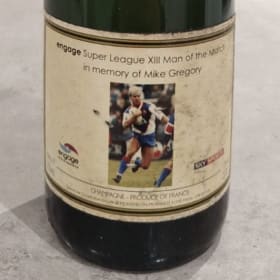 engage Super League XIII Man of the Match
in memory of Mike Gregory
engage
sky sports
CHAMPAGNE - PRODUCE OF FRANCE